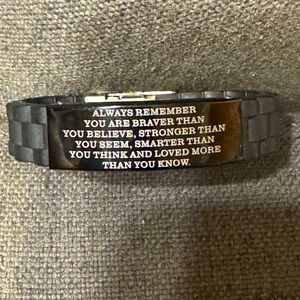 ALWAYS REMEMBER
YOU ARE BRAVER THAN
YOU BELIEVE, STRONGER THAN
YOU SEEM, SMARTER THAN
YOU THINK AND LOVED MORE
THAN YOU KNOW.